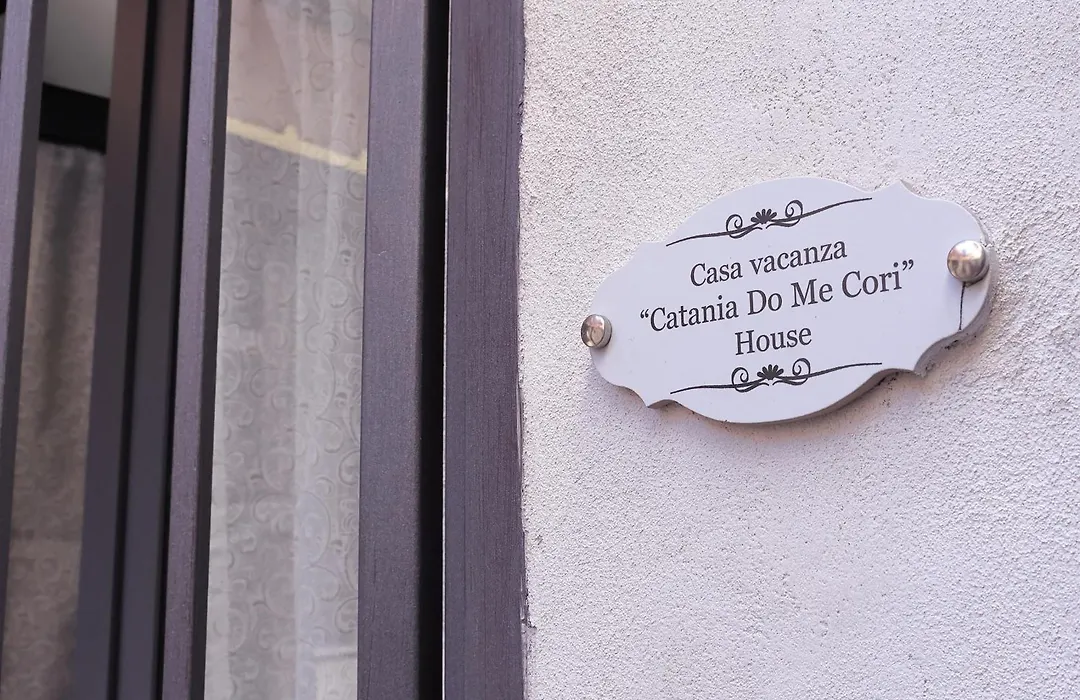 Casa vacanza
“Catania Do Me Cori”
House